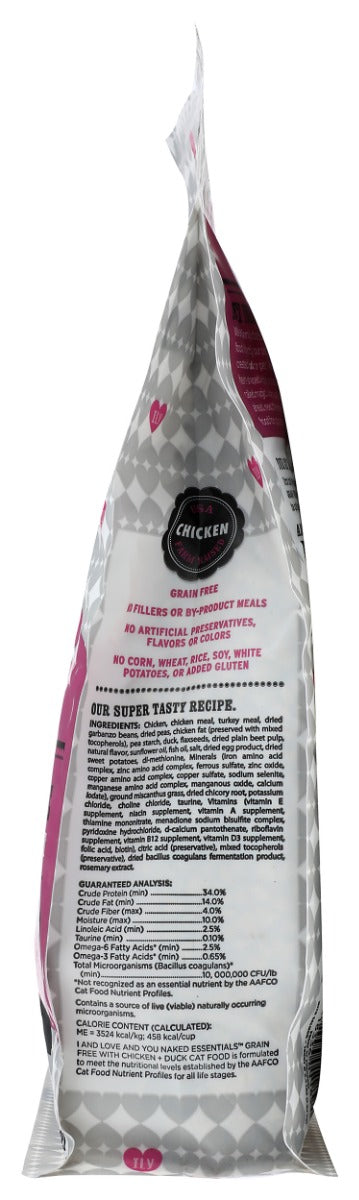 ILY
USA
CHICKEN
FARM RAISED
GRAIN FREE
0 FILLERS OR BY-PRODUCT MEALS
NO ARTIFICIAL PRESERVATIVES,
FLAVORS OR COLORS
NO CORN, WHEAT, RICE, SOY, WHITE
POTATOES, OR ADDED GLUTEN
OUR SUPER TASTY RECIPE.
INGREDIENTS: Chicken, chicken meal, turkey meal, dried
garbanzo beans, dried peas, chicken fat (preserved with mixed
tocopherols), pea starch, duck, flaxseeds, dried plain beet pulp,
natural flavor, sunflower oil, fish oil, salt, dried egg product, dried
sweet potatoes, dl-methionine, Minerals (iron amino acid
complex, zinc amino acid complex, ferrous sulfate, zinc oxide,
copper amino acid complex, copper sulfate, sodium selenite,
manganese amino acid complex, manganous oxide, calcium
iodate), ground miscanthus grass, dried chicory root, potassium
chloride, choline chloride, taurine, Vitamins (vitamin E
supplement, niacin supplement, vitamin A supplement,
thiamine mononitrate, menadione sodium bisulfite complex,
pyridoxine hydrochloride, d-calcium pantothenate, riboflavin
supplement, vitamin B12 supplement, vitamin D3 supplement,
folic acid, biotin), citric acid (preservative), mixed tocopherols
(preservative), dried bacillus coagulans fermentation product,
rosemary extract.
GUARANTEED ANALYSIS:
Crude Protein (min) 34.0%
Crude Fat (min) 14.0%
Crude Fiber (max) 4.0%
Moisture (max) 10.0%
Linoleic Acid (min) 2.5%
Taurine (min) 0.10%
Omega-6 Fatty Acids* (min) 2.5%
Omega-3 Fatty Acids* (min) 0.65%
Total Microorganisms (Bacillus coagulans)*
(min) 10, 000,000 CFU/lb
*Not recognized as an essential nutrient by the AAFCO
Cat Food Nutrient Profiles.
Contains a source of live (viable) naturally occurring
microorganisms.
CALORIE CONTENT (CALCULATED):
ME = 3524 kcal/kg; 458 kcal/cup
I AND LOVE AND YOU NAKED ESSENTIALS™ GRAIN
FREE WITH CHICKEN + DUCK CAT FOOD is formulated
to meet the nutritional levels established by the AAFCO
Cat Food Nutrient Profiles for all life stages.
ILY